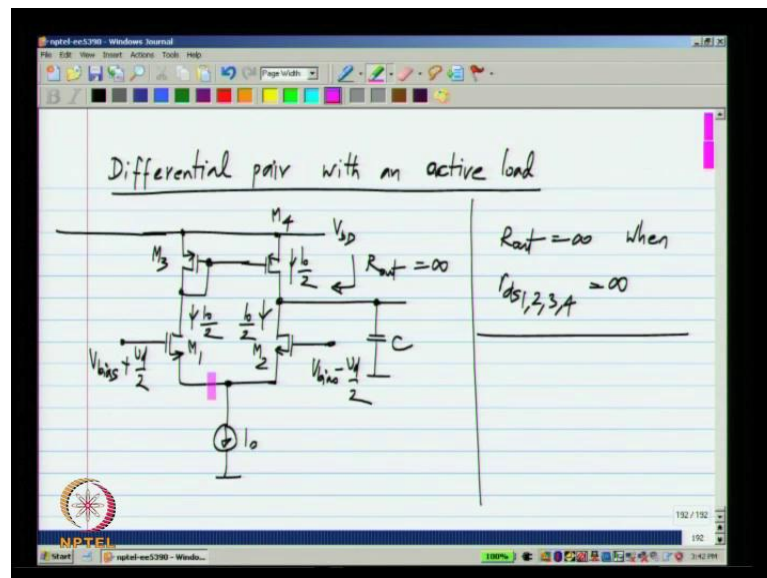 nptel-ee5390 - Windows Journal
File Edit View Insert Actions Tools Help
Page Width
B I
Differential pair with an active load
M4
VDD
M3
I0/2
Rout = ∞
I0/2
I0/2
M1
M2
C
Vbias + vd/2
Vbias - vd/2
I0
Rout = ∞ when
rds1,2,3,4 = ∞
NPTEL
192 / 192
192
Start
nptel-ee5390 - Windo...
100%
3:42 PM